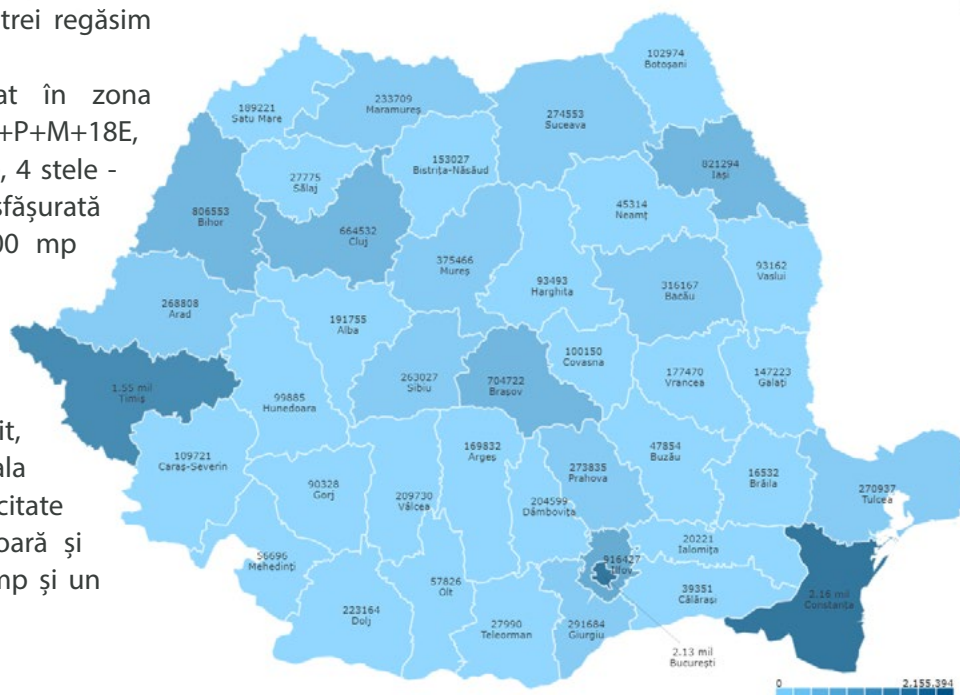 trei regăsim
at în zona
+P+M+18E,
, 4 stele -
sfășurată
00 mp
it,
ala
citate
oară și
mp și un
102974
Botoșani
189221
Satu Mare
233709
Maramureș
274553
Suceava
821294
Iași
153027
Bistrița-Năsăud
27775
Sălaj
45314
Neamț
806553
Bihor
664532
Cluj
375466
Mureș
93493
Harghita
316167
Bacău
93162
Vaslui
268808
Arad
191755
Alba
100150
Covasna
177470
Vrancea
147223
Galați
263027
Sibiu
704722
Brașov
1.55 mil
Timiș
99885
Hunedoara
109721
Caraș-Severin
169832
Argeș
47854
Buzău
273835
Prahova
16532
Brăila
90328
Gorj
209730
Vâlcea
204599
Dâmbovița
270937
Tulcea
20221
Ialomița
916427
Ilfov
56696
Mehedinți
57826
Olt
39351
Călărași
2.16 mil
Constanța
223164
Dolj
27990
Teleorman
291684
Giurgiu
2.13 mil
București
0
2,155,394